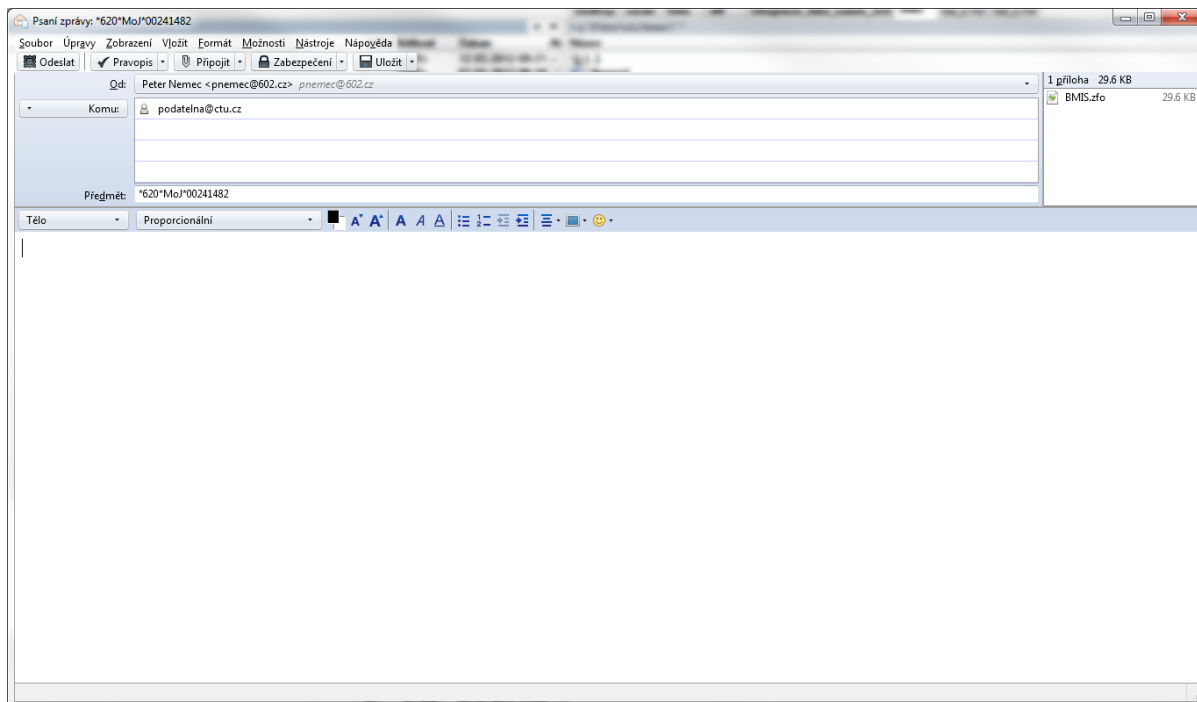 Psaní zprávy: *620*MoJ*00241482
Soubor Úpravy Zobrazení Vložit Formát Možnosti Nástroje Nápověda
Odeslat Pravopis Připojit Zabezpečení Uložit
Od: Peter Nemec <pnemec@602.cz> pnemec@602.cz
1 příloha 29.6 KB
Komu: podatelna@ctu.cz
BMIS.zfo 29.6 KB
Předmět: *620*MoJ*00241482
Tělo Proporcionální